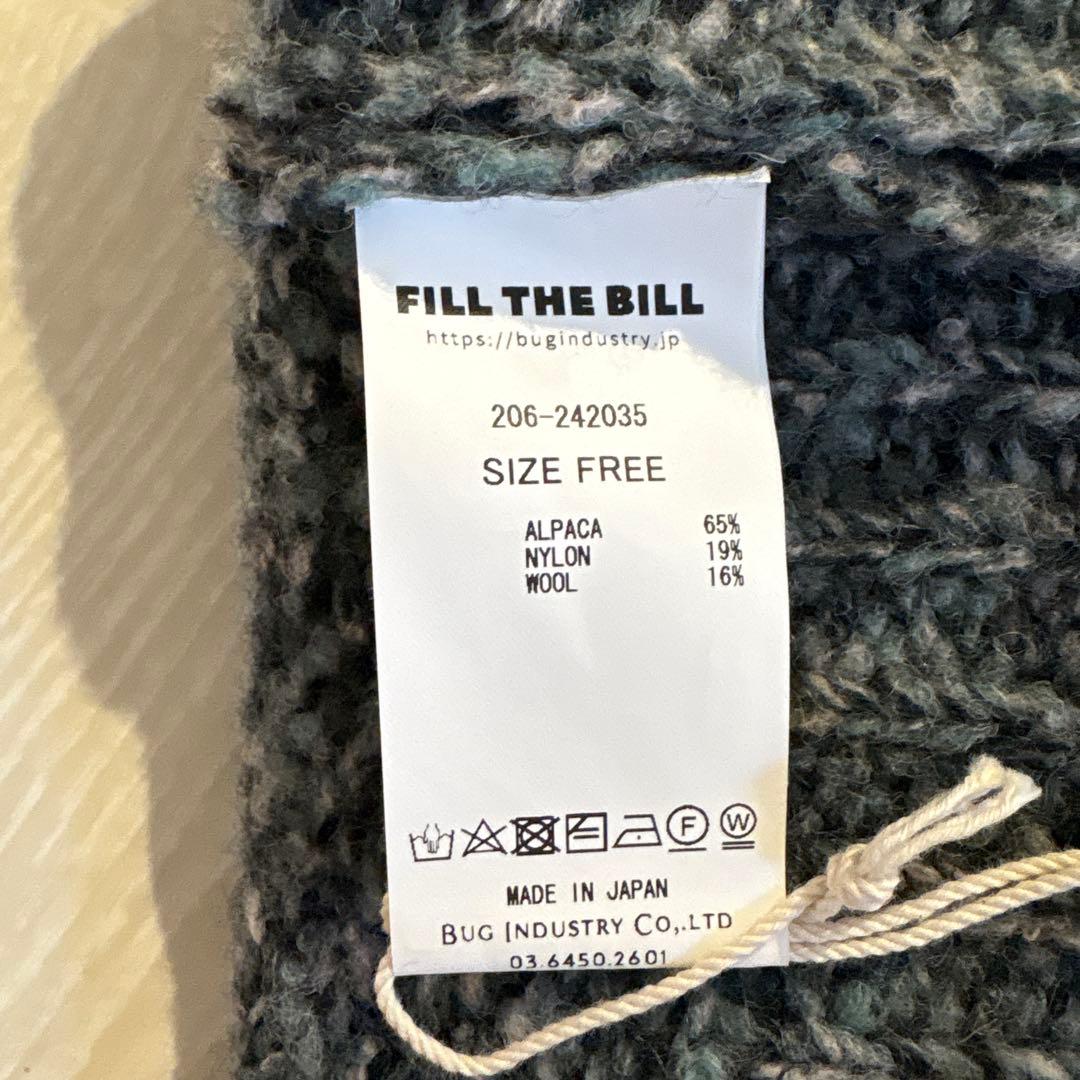 FILL THE BILL
https://bugindustry.jp
206-242035
SIZE FREE
ALPACA 65%
NYLON 19%
WOOL 16%
F W
MADE IN JAPAN
BUG INDUSTRY CO,.LTD
03.6450.2601